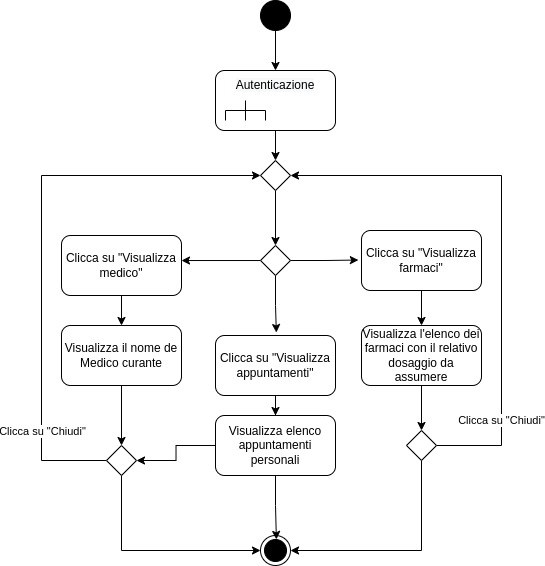 Autenticazione
Clicca su "Visualizza
medico"
Clicca su "Visualizza
farmaci"
Visualizza il nome de
Medico curante
Clicca su "Visualizza
appuntamenti"
Visualizza l'elenco dei
farmaci con il relativo
dosaggio da
assumere
Clicca su "Chiudi"
Visualizza elenco
appuntamenti
personali
Clicca su "Chiudi"